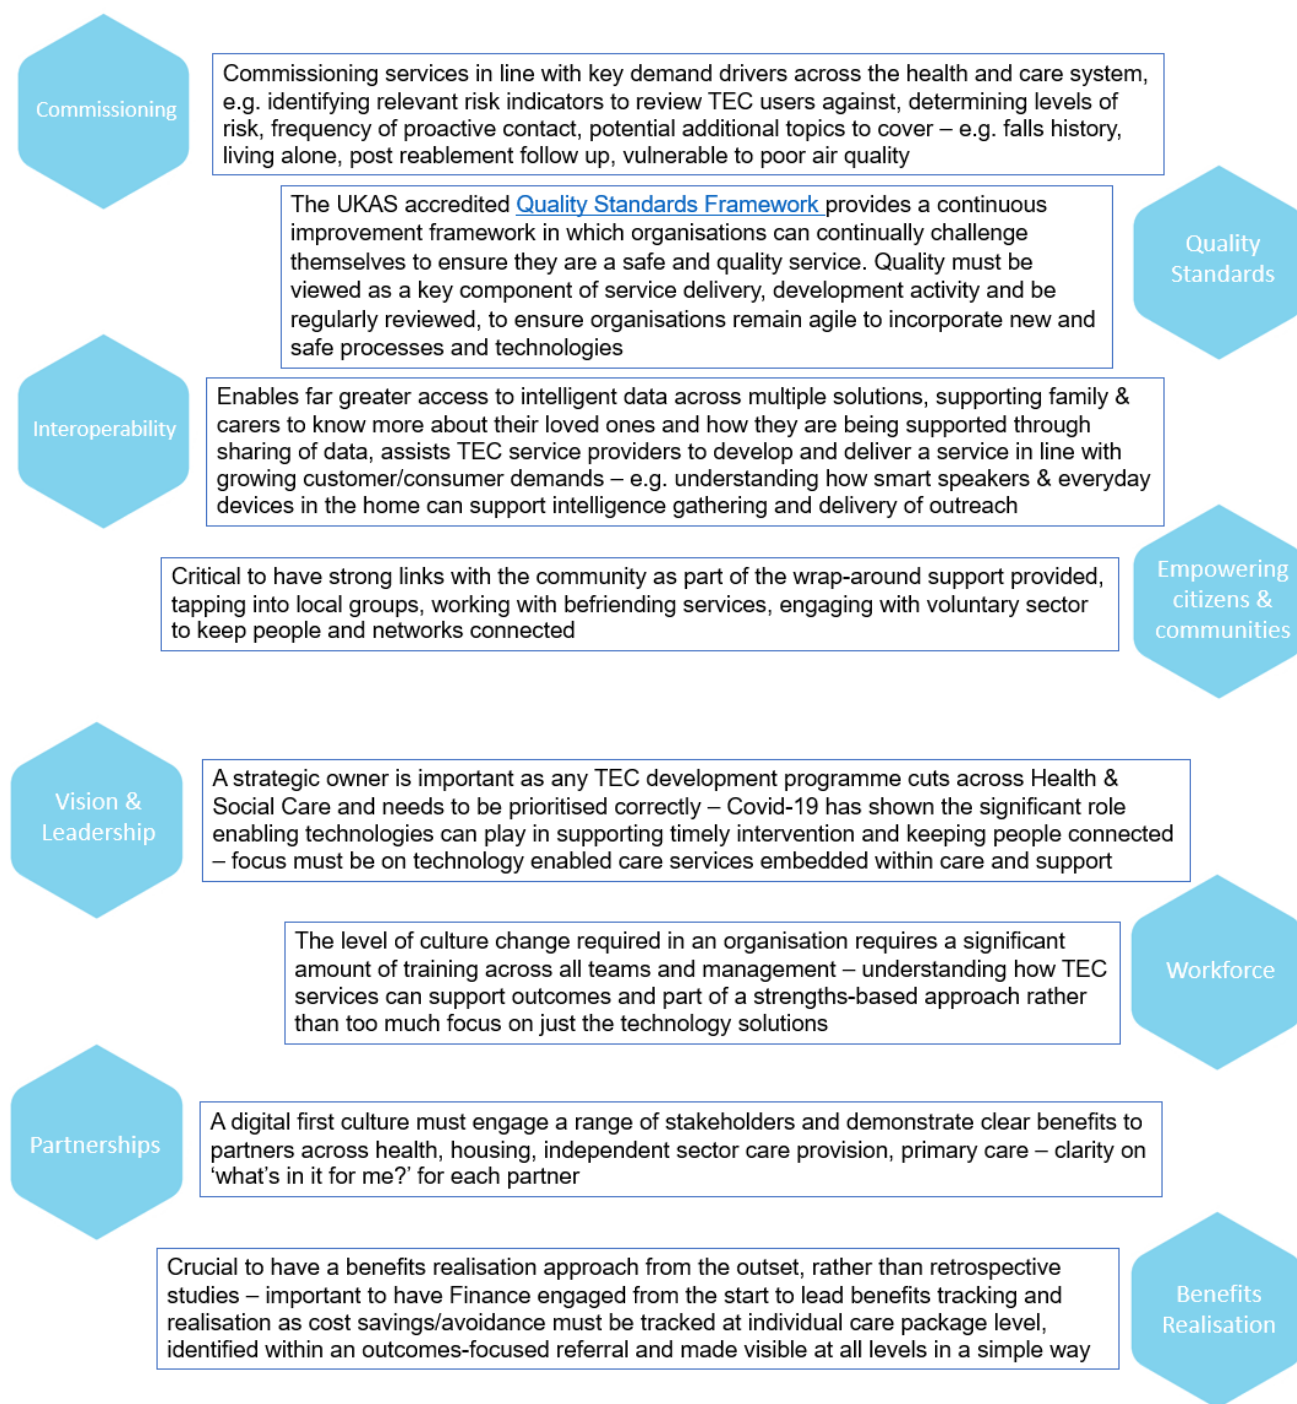 Commissioning
Commissioning services in line with key demand drivers across the health and care system,
e.g. identifying relevant risk indicators to review TEC users against, determining levels of
risk, frequency of proactive contact, potential additional topics to cover – e.g. falls history,
living alone, post reablement follow up, vulnerable to poor air quality
The UKAS accredited Quality Standards Framework provides a continuous
improvement framework in which organisations can continually challenge
themselves to ensure they are a safe and quality service. Quality must be
viewed as a key component of service delivery, development activity and be
regularly reviewed, to ensure organisations remain agile to incorporate new and
safe processes and technologies
Quality
Standards
Interoperability
Enables far greater access to intelligent data across multiple solutions, supporting family &
carers to know more about their loved ones and how they are being supported through
sharing of data, assists TEC service providers to develop and deliver a service in line with
growing customer/consumer demands – e.g. understanding how smart speakers & everyday
devices in the home can support intelligence gathering and delivery of outreach
Critical to have strong links with the community as part of the wrap-around support provided,
tapping into local groups, working with befriending services, engaging with voluntary sector
to keep people and networks connected
Empowering
citizens &
communities
Vision &
Leadership
A strategic owner is important as any TEC development programme cuts across Health &
Social Care and needs to be prioritised correctly – Covid-19 has shown the significant role
enabling technologies can play in supporting timely intervention and keeping people connected
– focus must be on technology enabled care services embedded within care and support
The level of culture change required in an organisation requires a significant
amount of training across all teams and management – understanding how TEC
services can support outcomes and part of a strengths-based approach rather
than too much focus on just the technology solutions
Workforce
Partnerships
A digital first culture must engage a range of stakeholders and demonstrate clear benefits to
partners across health, housing, independent sector care provision, primary care – clarity on
‘what’s in it for me?’ for each partner
Crucial to have a benefits realisation approach from the outset, rather than retrospective
studies – important to have Finance engaged from the start to lead benefits tracking and
realisation as cost savings/avoidance must be tracked at individual care package level,
identified within an outcomes-focused referral and made visible at all levels in a simple way
Benefits
Realisation